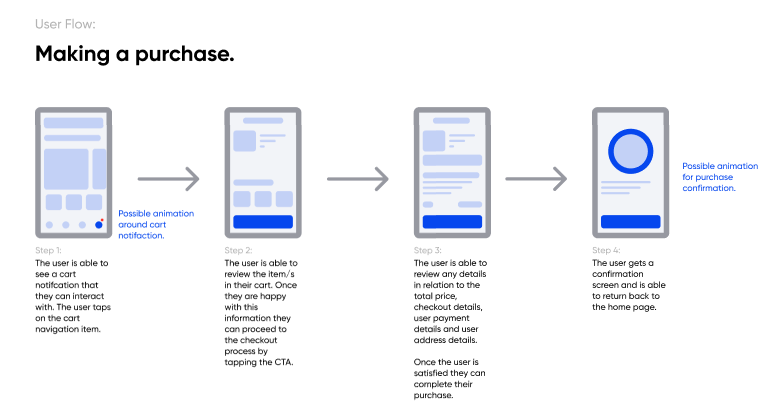 User Flow:
Making a purchase.
Possible animation
around cart
notifaction.
Possible animation
for purchase
confirmation.
Step 1:
The user is able to
see a cart
notifcation that
they can interact
with. The user taps
on the cart
navigation item.
Step 2:
The user is able to
review the item/s
in their cart. Once
they are happy
with this
information they
can proceed to
the checkout
process by
tapping the CTA.
Step 3:
The user is able to
review any details
in relation to the
total price,
checkout details,
user payment
details and user
address details.
Once the user is
satisfied they can
complete their
purchase.
Step 4:
The user gets a
confirmation
screen and is able
to return back to
the home page.